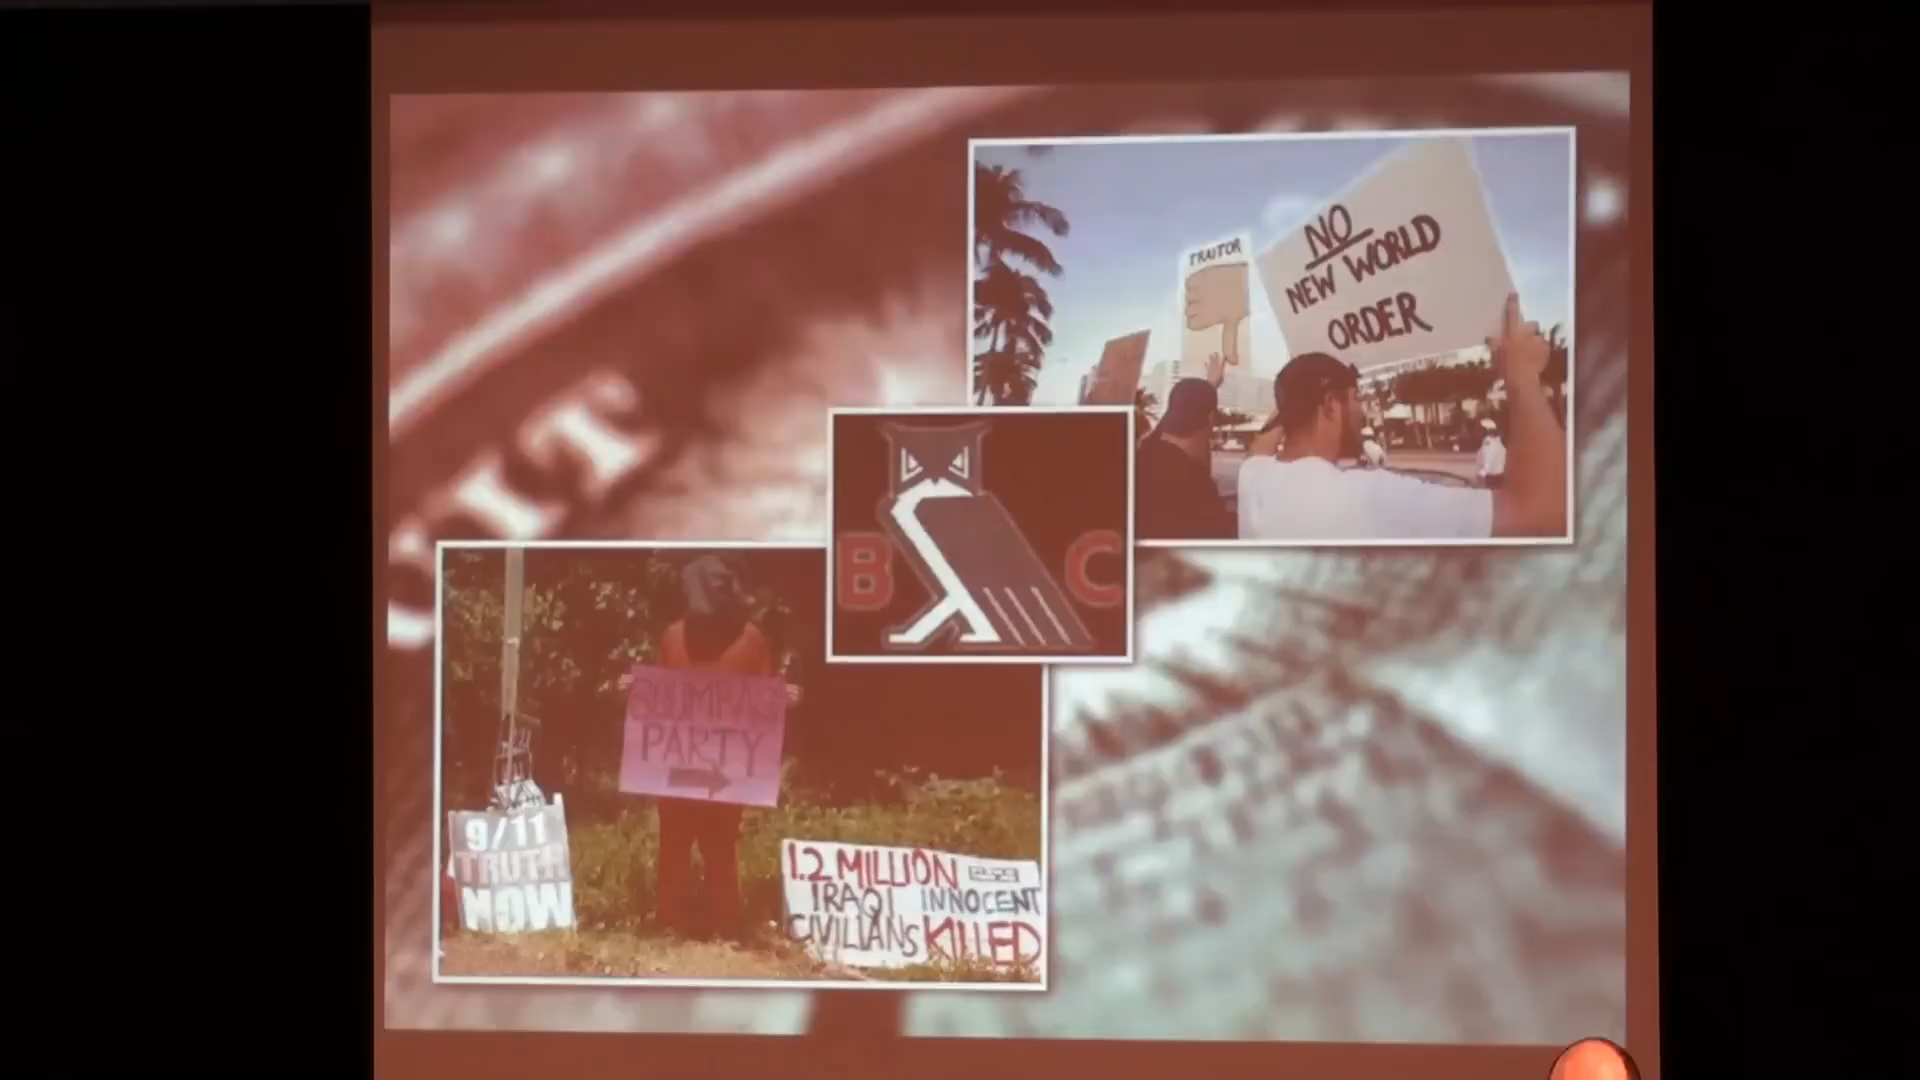 TRAITOR
NO
NEW WORLD
ORDER
B C
PARTY
9/11
TRUTH
NOW
1.2 MILLION
IRAQI INNOCENT
CIVILIANS KILLED